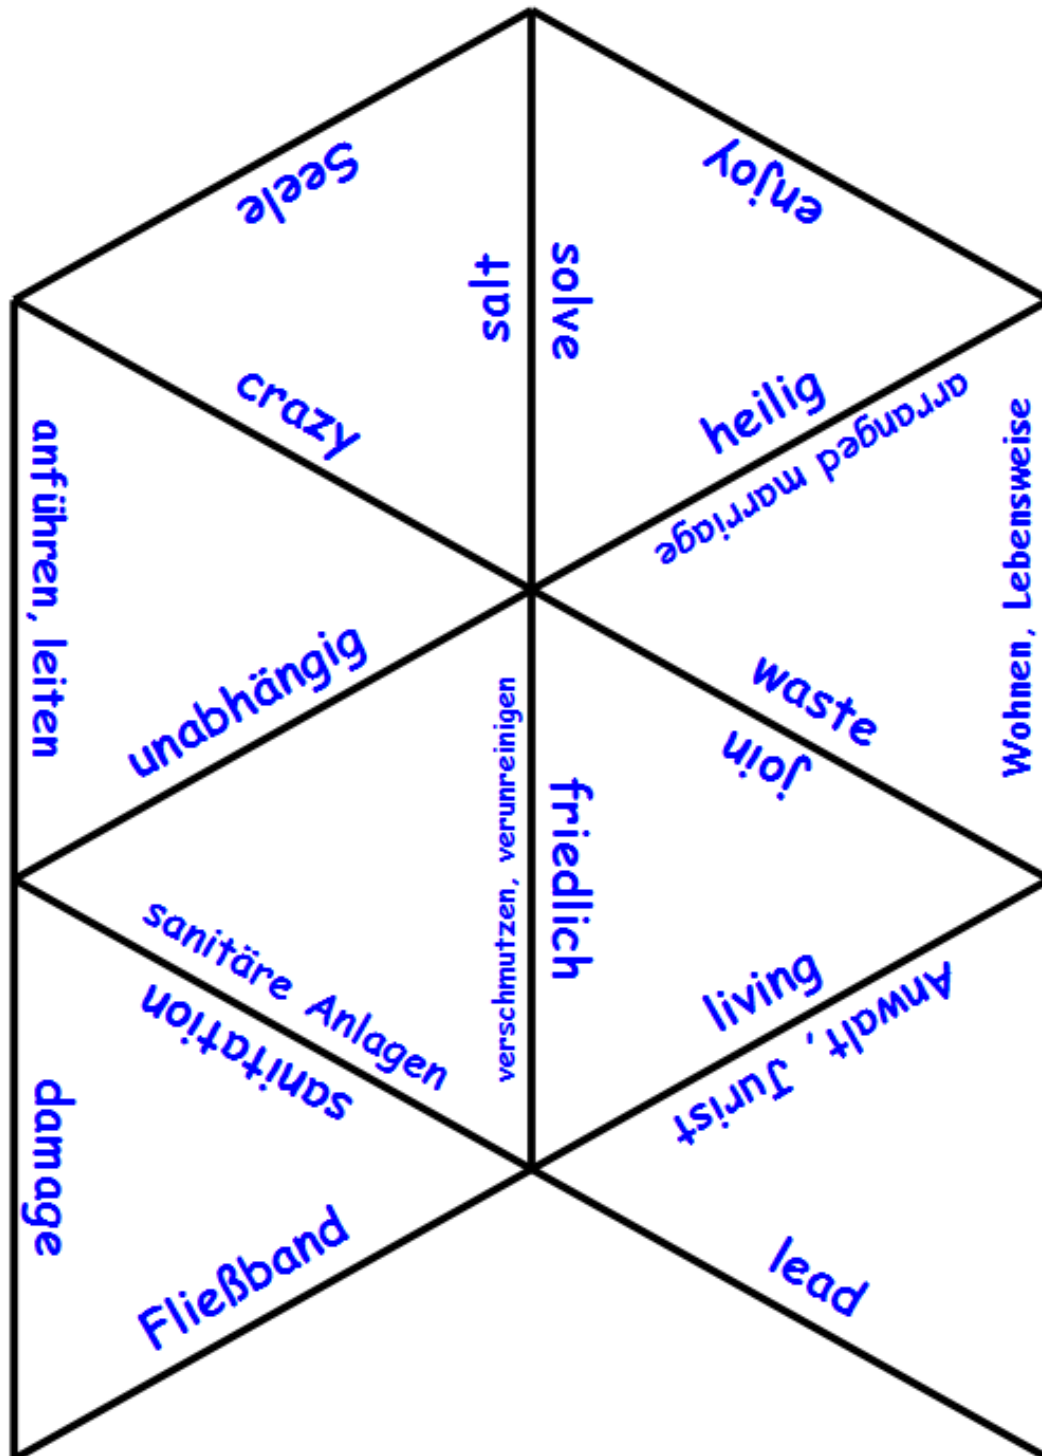 Seele
enjoy
salt
solve
crazy
heilig
arranged marriage
anführen, leiten
Wohnen, Lebensweise
unabhängig
waste
join
verschmutzen, verunreinigen
friedlich
sanitäre Anlagen
sanitation
living
Anwalt, Jurist
damage
Fließband
lead